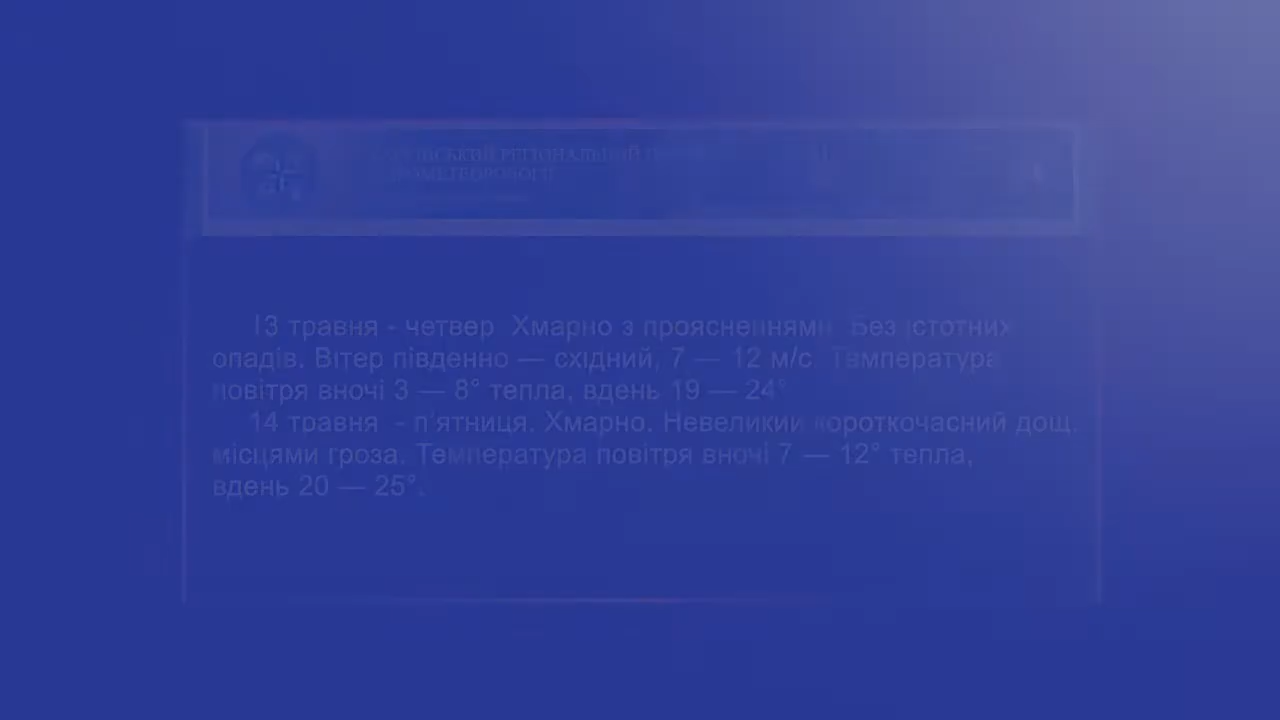 РЕГІОНАЛЬНИЙ
13 травня - четвер Хмарно з проясненнями Без істотних
опадів. Вітер південно — східний, 7 — 12 м/с Температура
повітря вночі 3 — 8° тепла, вдень 19 — 24°
14 травня - п'ятниця. Хмарно. Невеликий короткочасний дощ,
місцями гроза. Температура повітря вночі 7 — 12° тепла,
вдень 20 — 25°.